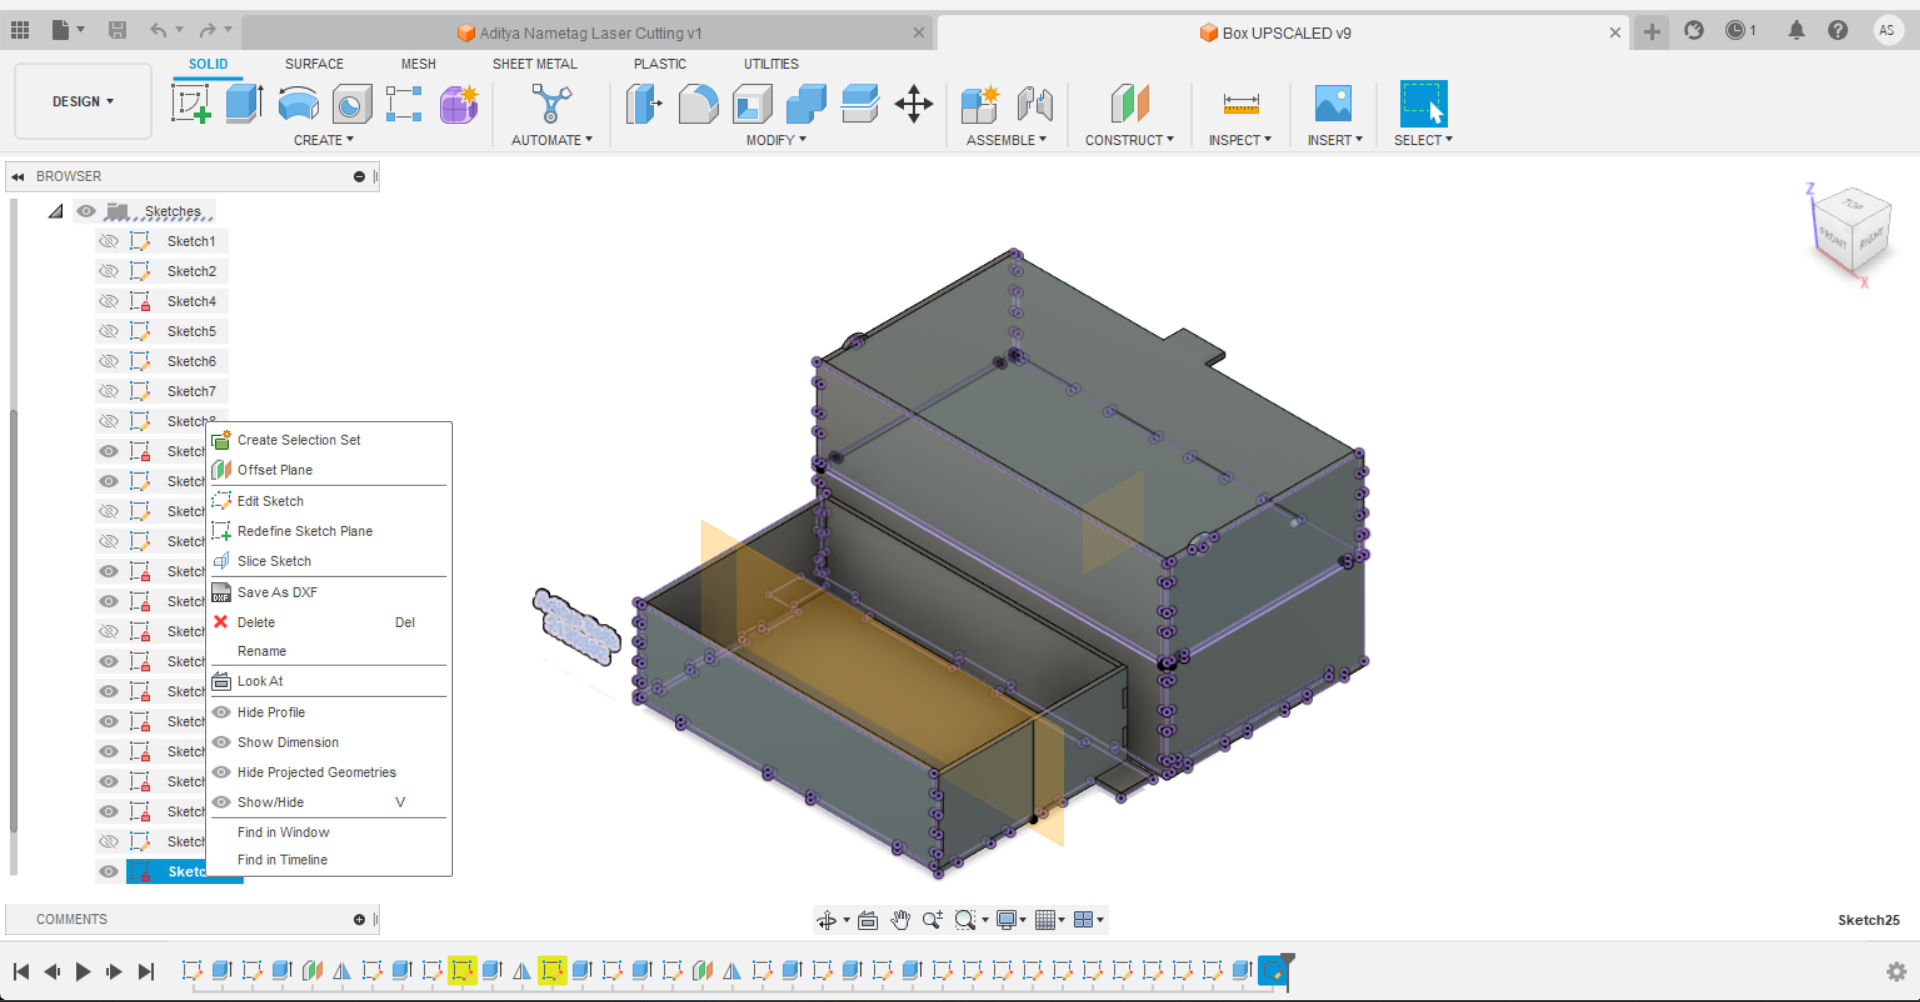 Aditya Nametag Laser Cutting v1
Box UPSCALED v9
1
AS
DESIGN
SOLID
SURFACE
MESH
SHEET METAL
PLASTIC
UTILITIES
CREATE
AUTOMATE
MODIFY
ASSEMBLE
CONSTRUCT
INSPECT
INSERT
SELECT
BROWSER
Sketches
Sketch1
Sketch2
Sketch4
Sketch5
Sketch6
Sketch7
Sketch8
Sketch
Sketch
Sketch
Sketch
Sketch
Sketch
Sketch
Sketch
Sketch
Sketch
Sketch
Sketch
Sketch
Sketch
Sketc
Create Selection Set
Offset Plane
Edit Sketch
Redefine Sketch Plane
Slice Sketch
DXF
Save As DXF
Delete Del
Rename
Look At
Hide Profile
Show Dimension
Hide Projected Geometries
Show/Hide V
Find in Window
Find in Timeline
Z
TOP
FRONT
RIGHT
X
COMMENTS
Sketch25